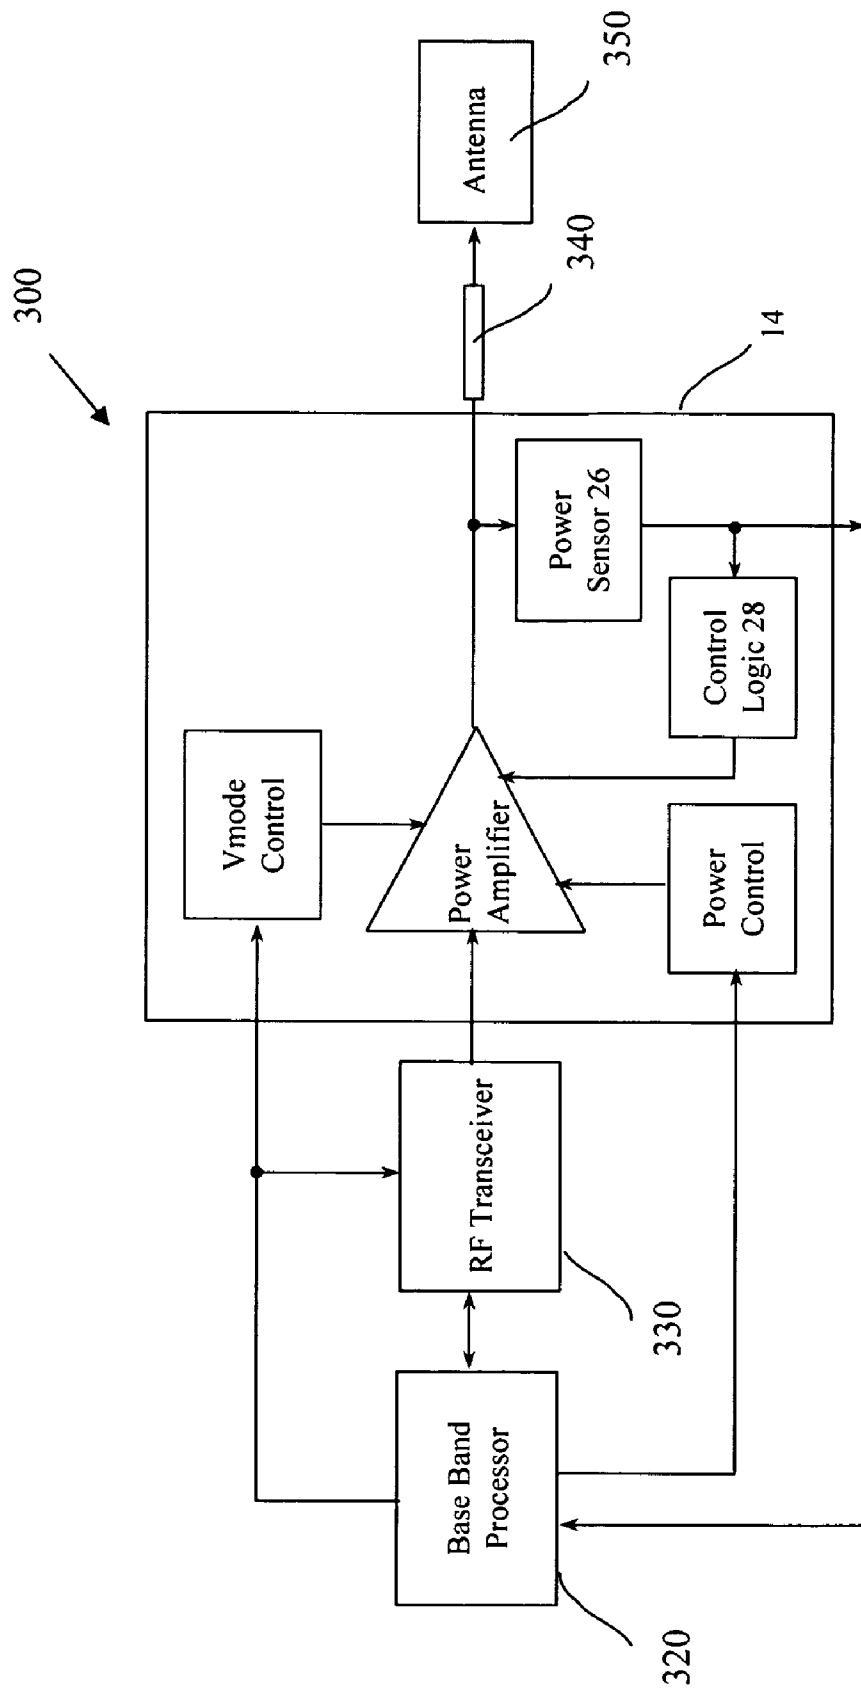 300
Vmode
Control
Base Band
Processor
RF Transceiver
Power
Amplifier
Antenna
Power
Sensor 26
Control
Logic 28
Power
Control
320
330
14
340
350